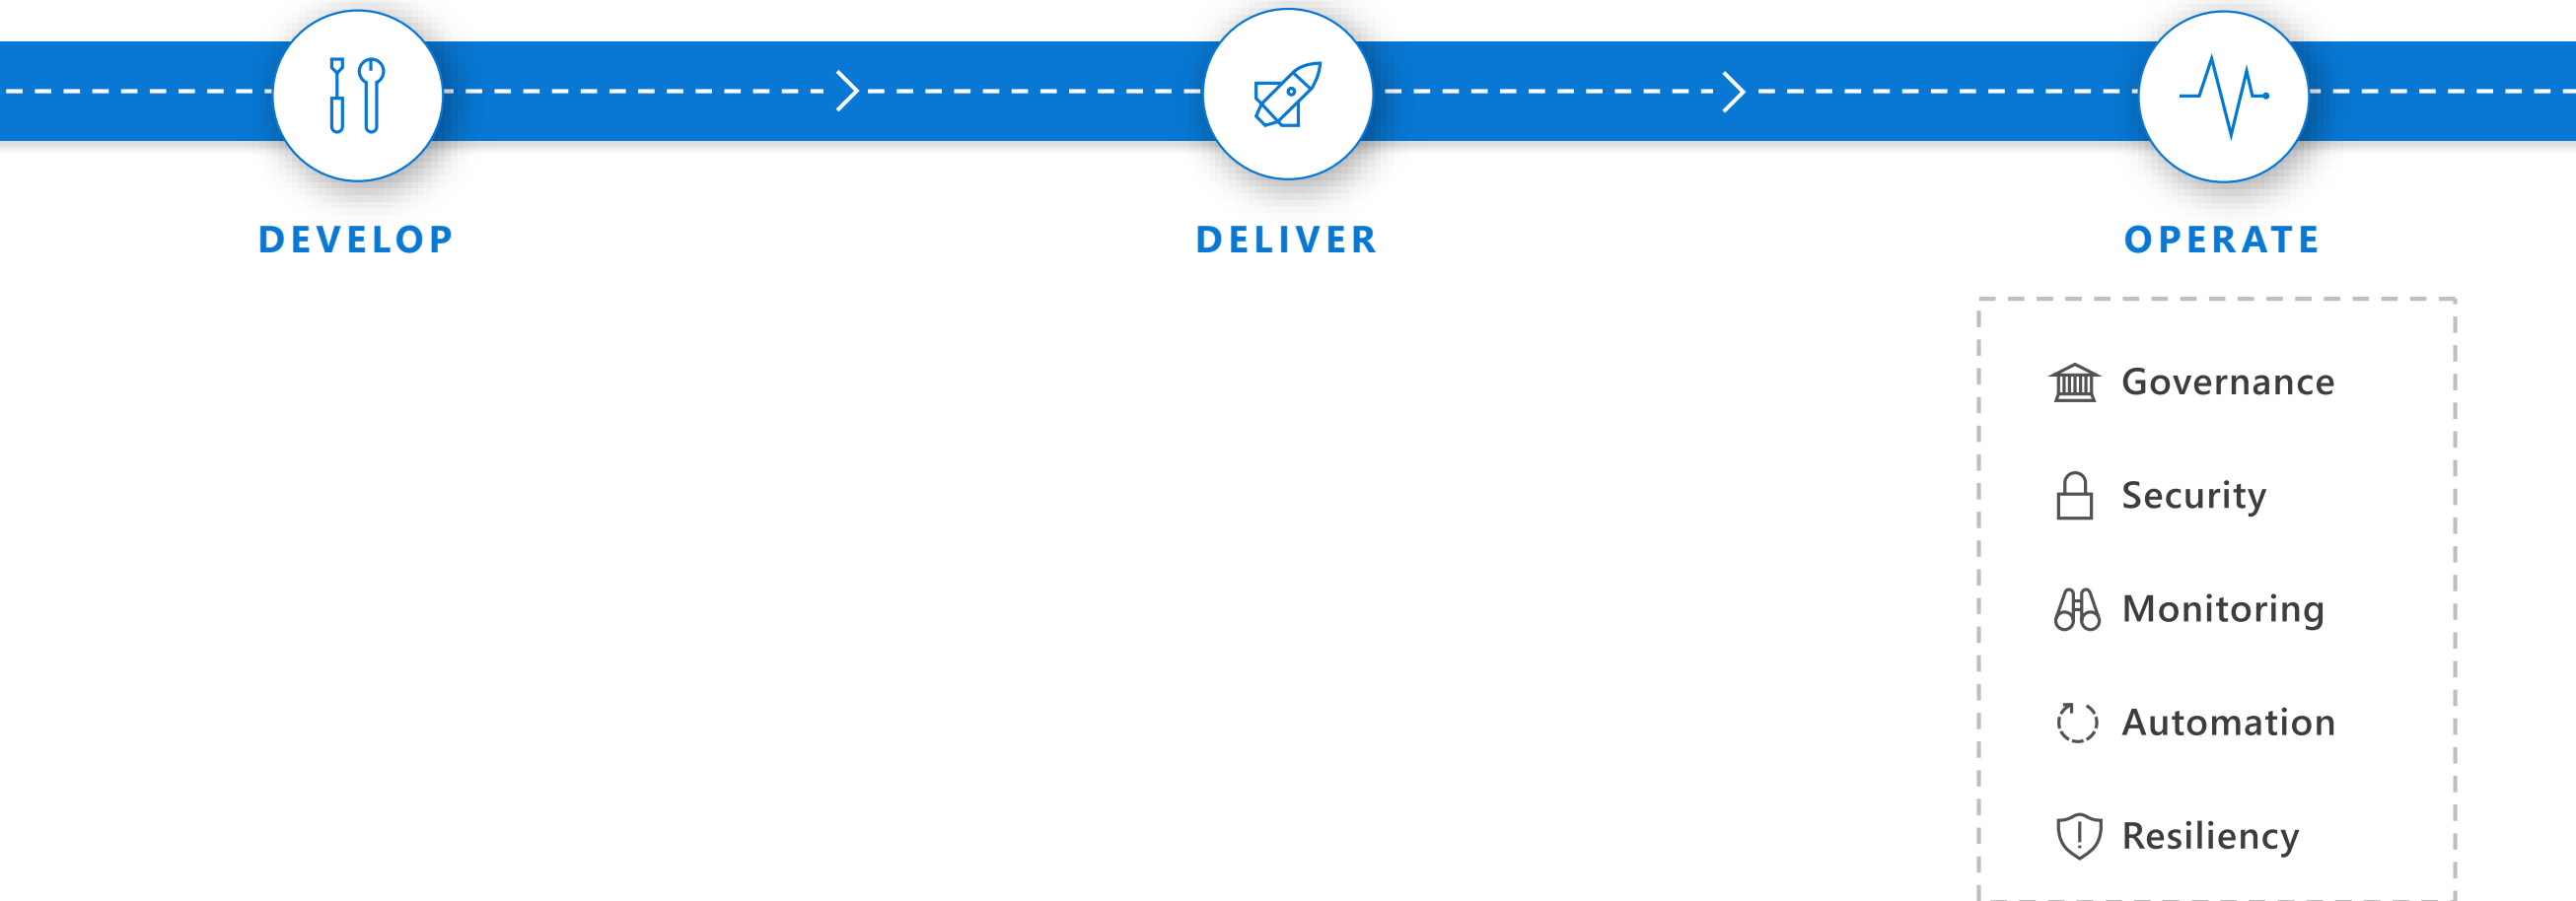 DEVELOP
DELIVER
OPERATE
Governance
Security
Monitoring
Automation
Resiliency